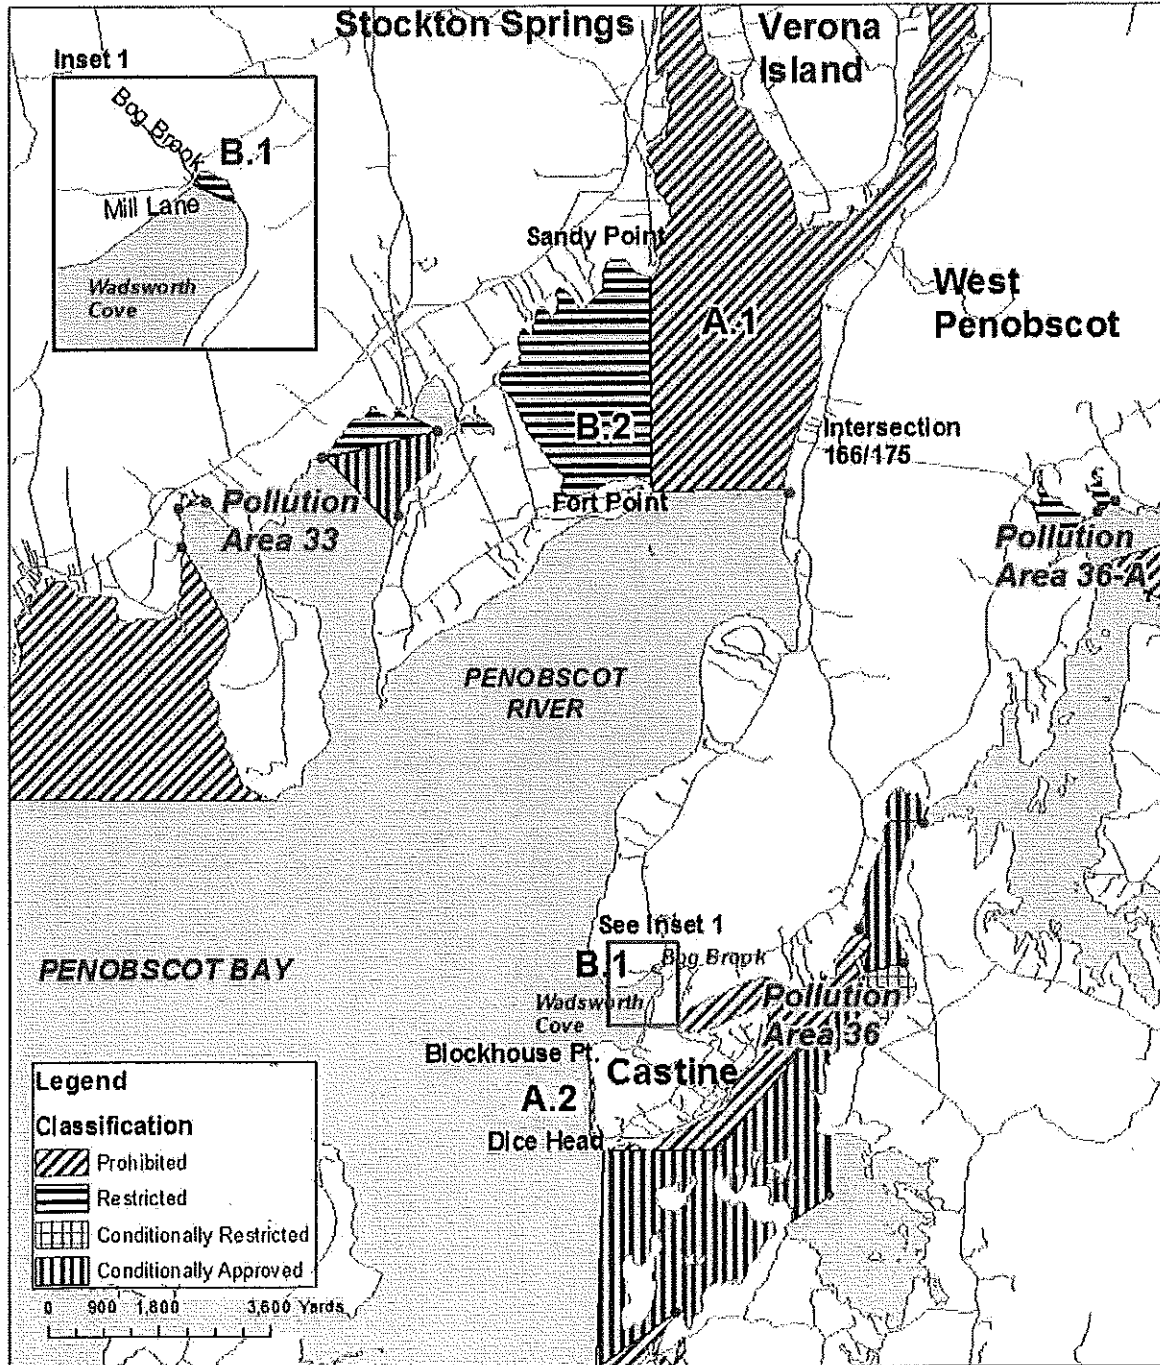 Stockton Springs
Verona
Island
Inset 1
Bog Brook
B.1
Mill Lane
Wadsworth
Cove
Sandy Point
A.1
West
Penobscot
B.2
Intersection
166/175
Fort Point
Pollution
Area 33
Pollution
Area 36-A
PENOBSCOT
RIVER
See Inset 1
B.1
Bog Brook
PENOBSCOT BAY
Wadsworth
Cove
Pollution
Area 36
Blockhouse Pt.
Castine
A.2
Dice Head
Legend
Classification
Prohibited
Restricted
Conditionally Restricted
Conditionally Approved
0 900 1,800 3,600 Yards